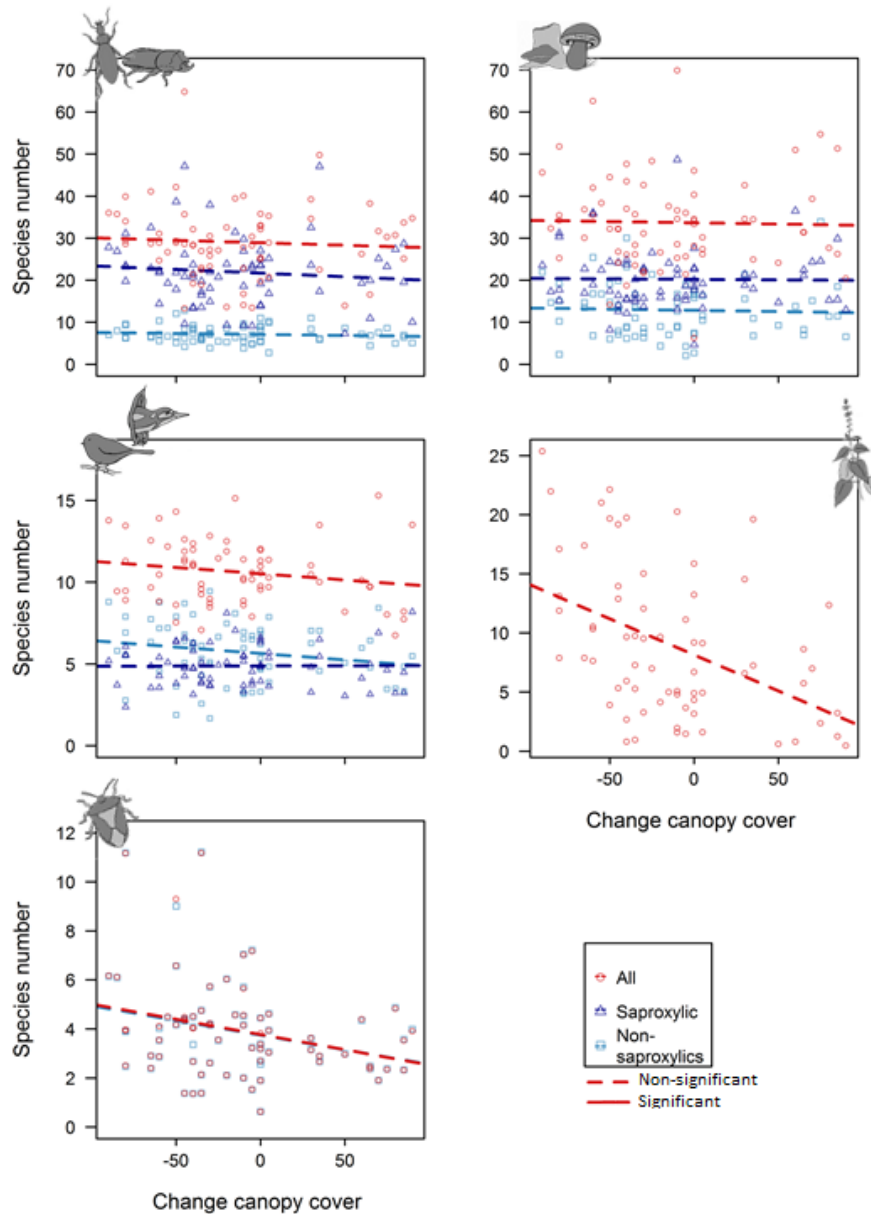 70
60
50
40
30
20
10
0
Species number
70
60
50
40
30
20
10
0
15
10
5
0
Species number
25
20
15
10
5
0
-50 0 50
Change canopy cover
12
10
8
6
4
2
0
Species number
-50 0 50
Change canopy cover
All
Saproxylic
Non-
saproxylics
Non-significant
Significant